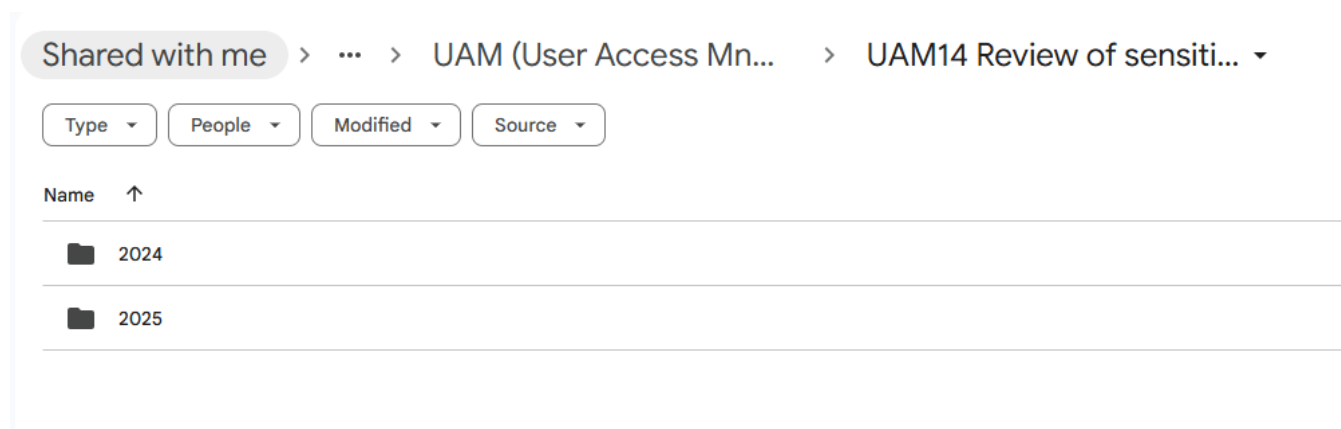 Shared with me > ... > UAM (User Access Mn... > UAM14 Review of sensiti...
Type People Modified Source
Name ↑
2024
2025